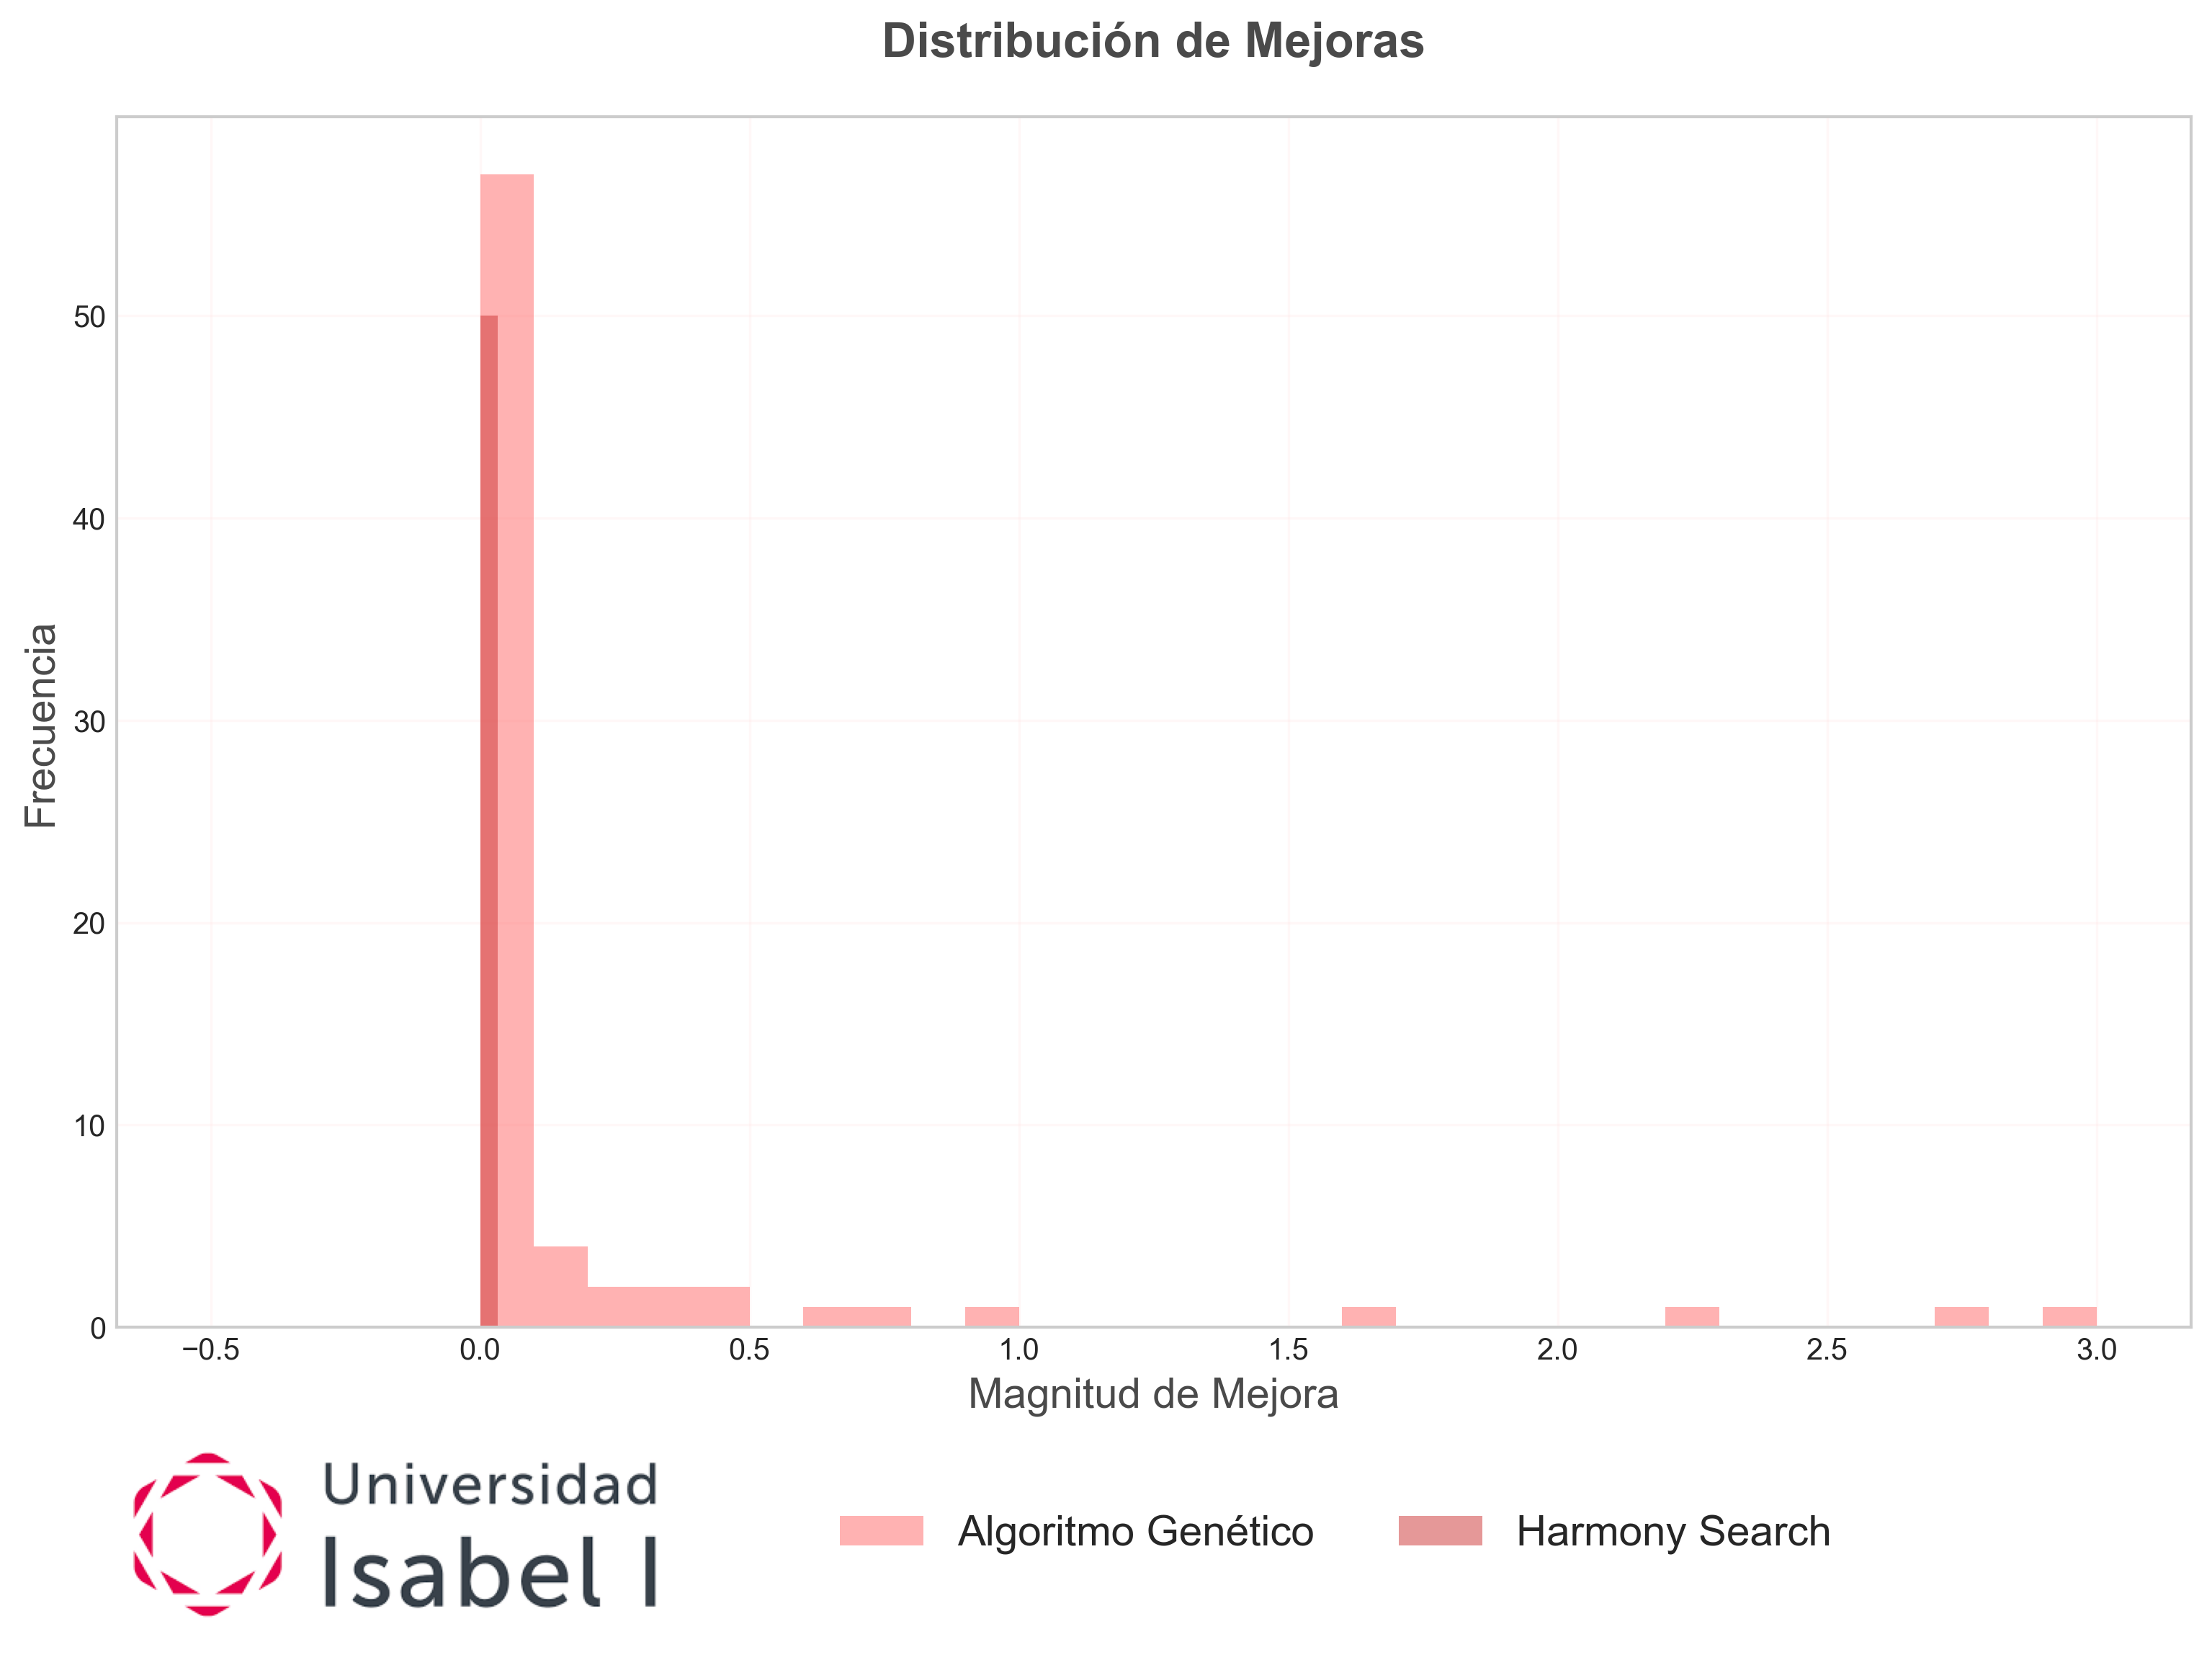 Distribución de Mejoras
Frecuencia
50
40
30
20
10
0
−0.5 0.0 0.5 1.0 1.5 2.0 2.5 3.0
Magnitud de Mejora
Universidad
Isabel I
Algoritmo Genético Harmony Search